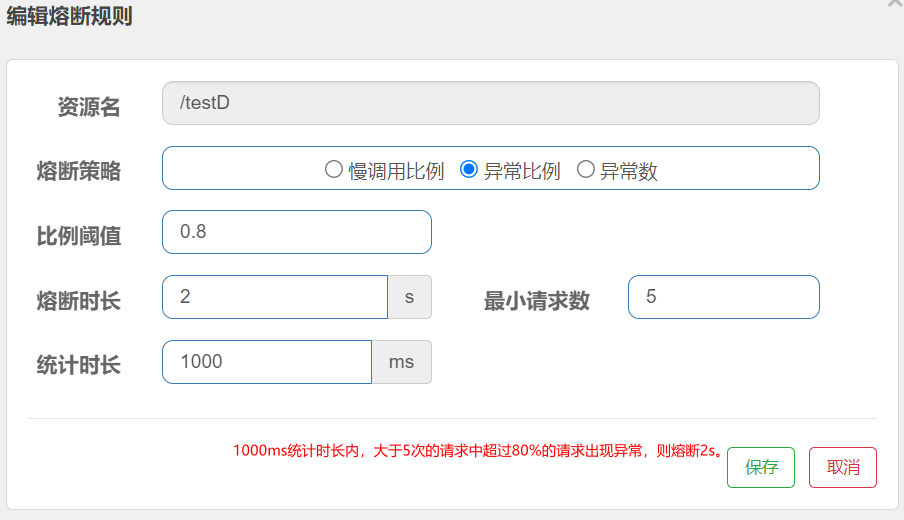 编辑熔断规则
资源名 /testD
熔断策略 慢调用比例 异常比例 异常数
比例阈值 0.8
熔断时长 2 s 最小请求数 5
统计时长 1000 ms
1000ms统计时长内，大于5次的请求中超过80%的请求出现异常，则熔断2s。
保存 取消